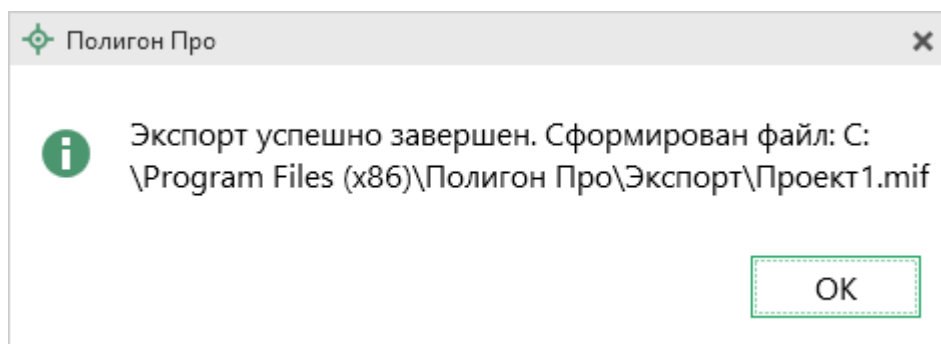 Полигон Про
Экспорт успешно завершен. Сформирован файл: C:
\Program Files (x86)\Полигон Про\Экспорт\Проект1.mif
OK